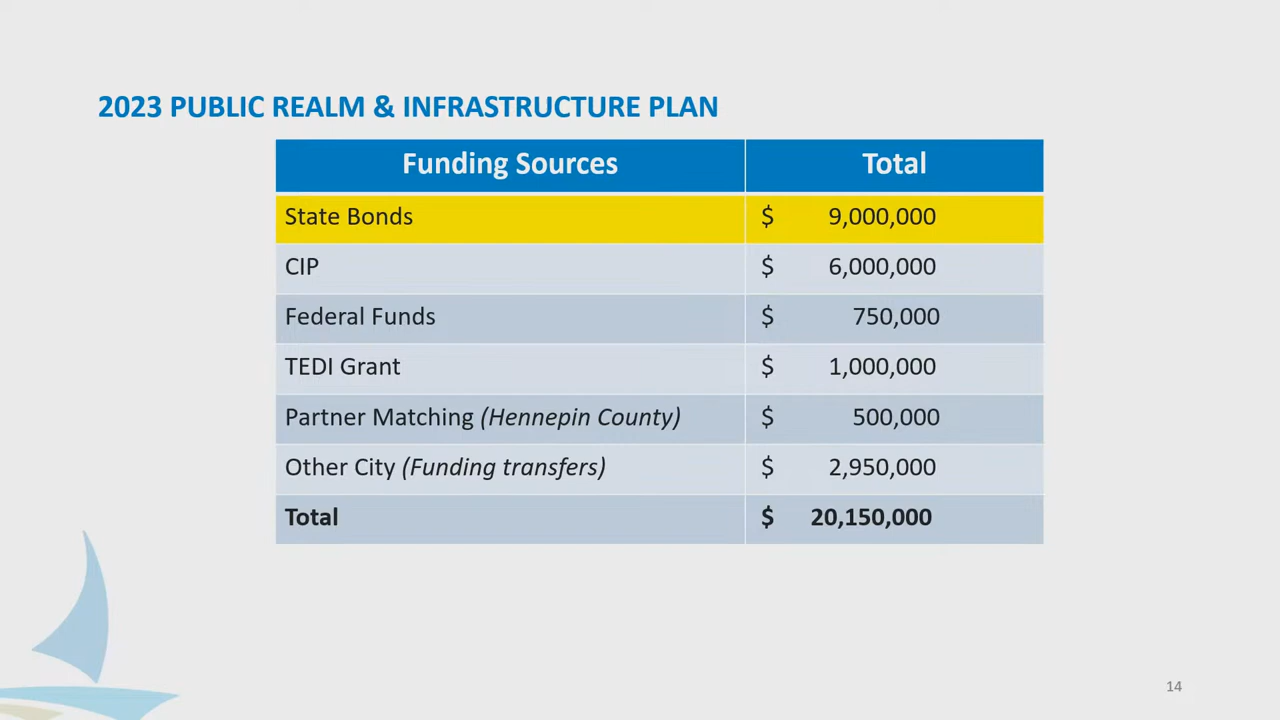 2023 PUBLIC REALM & INFRASTRUCTURE PLAN
Funding Sources Total
State Bonds $ 9,000,000
CIP $ 6,000,000
Federal Funds $ 750,000
TEDI Grant $ 1,000,000
Partner Matching (Hennepin County) $ 500,000
Other City (Funding transfers) $ 2,950,000
Total $ 20,150,000
14